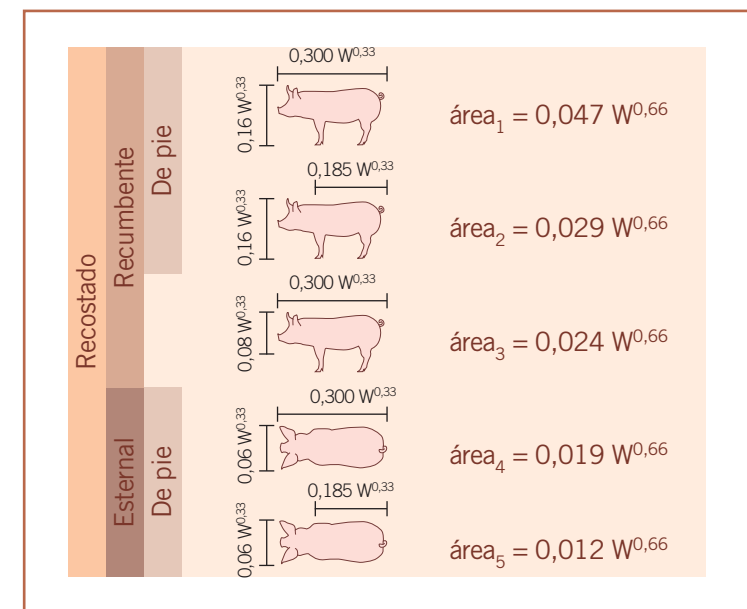 Recostado
Recumbente
De pie
0,300 W0,33
0,16 W0,33
área1 = 0,047 W0,66
0,185 W0,33
0,16 W0,33
área2 = 0,029 W0,66
0,300 W0,33
0,08 W0,33
área3 = 0,024 W0,66
Esternal
De pie
0,300 W0,33
0,06 W0,33
área4 = 0,019 W0,66
0,185 W0,33
0,06 W0,33
área5 = 0,012 W0,66